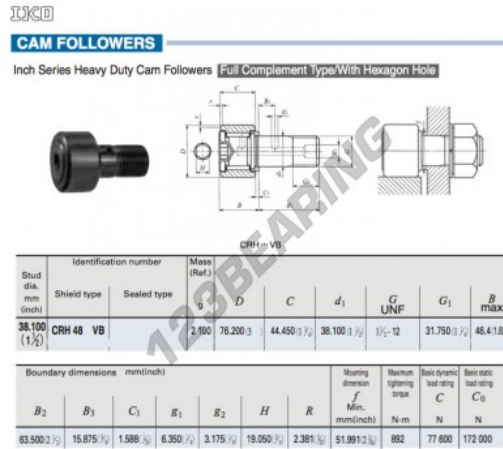 IKO
CAM FOLLOWERS
Inch Series Heavy Duty Cam Followers Full Complement Type/With Hexagon Hole
CRH…VB
Stud dia. mm (inch) Identification number Mass (Ref.) g
Shield type Sealed type D C d1 G UNF G1 B max
38.100 (1½) CRH 48 VB 2 100 76.200 44.450 38.100 1½-12 31.750 46.4
Boundary dimensions mm(inch) Mounting dimension f Min. mm(inch) Maximum tightening torque N-m Basic dynamic load rating C N Basic static load rating C0 N
B2 B3 C1 g1 g2 H R
63.500 15.875 1.588 6.350 3.175 19.050 2.381 51.991 892 77 600 172 000
123BEARING